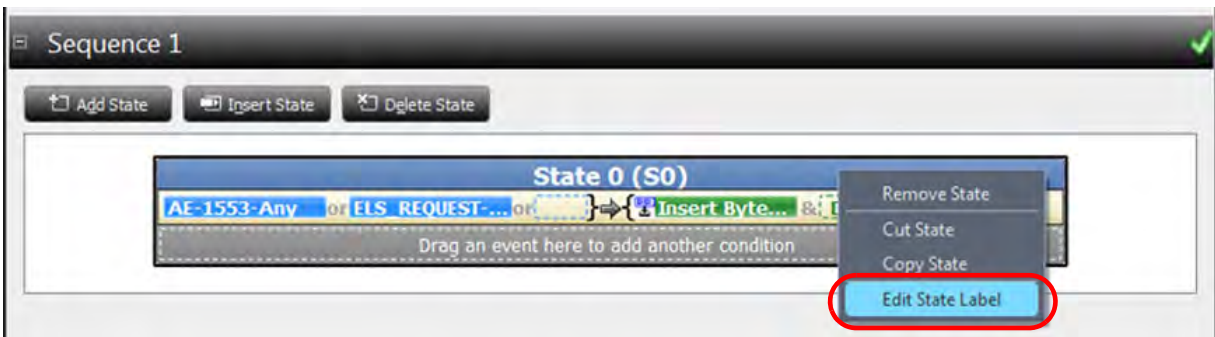 Sequence 1
Add State Insert State Delete State
State 0 (S0)
AE-1553-Any or ELS_REQUEST-... or Insert Byte... &
Drag an event here to add another condition
Remove State
Cut State
Copy State
Edit State Label